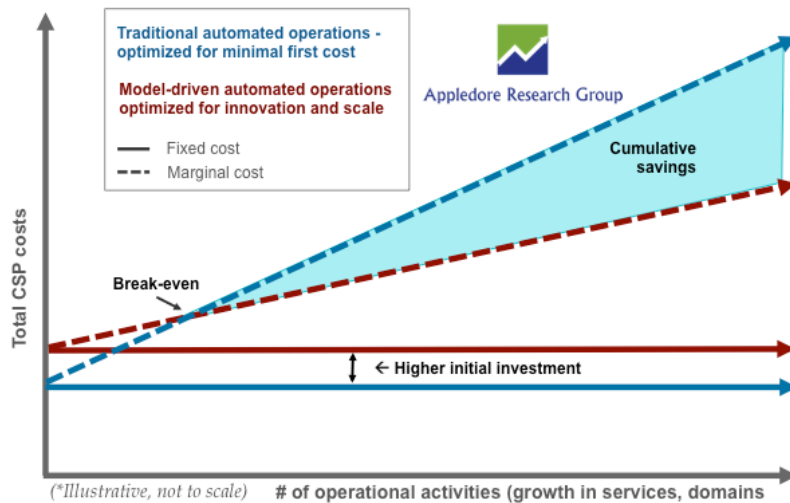 Traditional automated operations -
optimized for minimal first cost
Model-driven automated operations
optimized for innovation and scale
Fixed cost
Marginal cost
Appledore Research Group
Cumulative
savings
Break-even
← Higher initial investment
Total CSP costs
(*Illustrative, not to scale)
# of operational activities (growth in services, domains